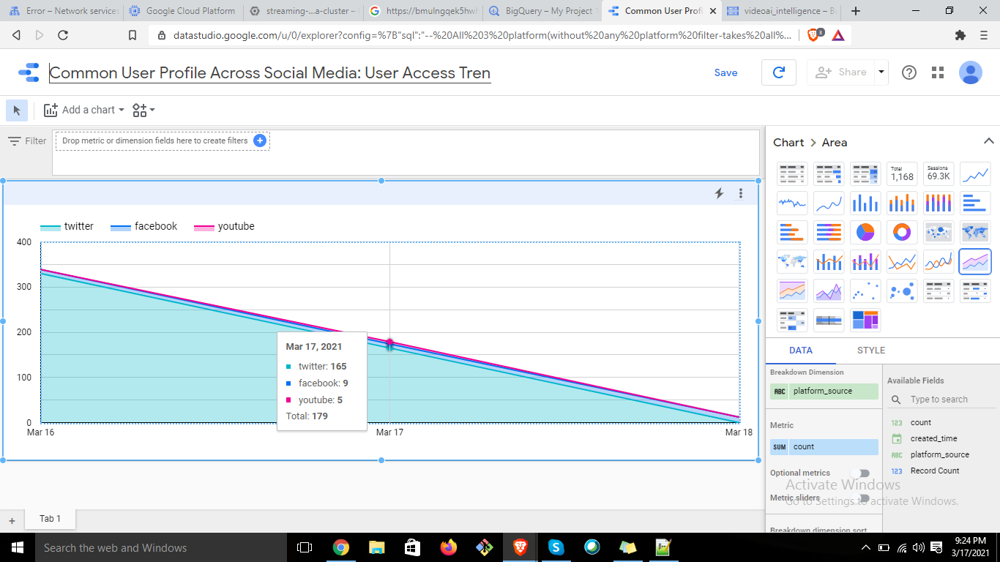 Error – Network services
Google Cloud Platform
streaming-...a-cluster –
https://bmulngqek5hwh
BigQuery – My Project 1
Common User Profi
videoai_intelligence – B
datastudio.google.com/u/0/explorer?config=%7B"sql":"--%20All%203%20platform(without%20any%20platform%20filter-takes%20all%...
3
Common User Profile Across Social Media: User Access Tren
Save
Share
Add a chart
Filter
Drop metric or dimension fields here to create filters
Chart > Area
Total
1,168
Sessions
69.3K
twitter
facebook
youtube
400
300
200
100
0
Mar 16
Mar 17
Mar 18
Mar 17, 2021
twitter: 165
facebook: 9
youtube: 5
Total: 179
DATA
STYLE
Breakdown Dimension
ABC platform_source
Metric
SUM count
Optional metrics
Metric sliders
Breakdown dimension sort
Available Fields
Type to search
123 count
created_time
ABC platform_source
123 Record Count
Activate Windows
Go to Settings to activate Windows.
Tab 1
Search the web and Windows
9:24 PM
3/17/2021